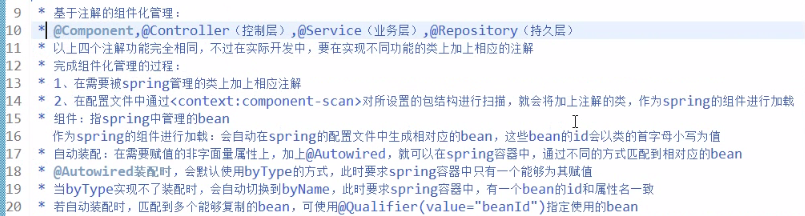 9 * 基于注解的组件化管理：
10 * @Component,@Controller（控制层）,@Service（业务层）,@Repository（持久层）
11 * 以上四个注解功能完全相同，不过在实际开发中，要在实现不同功能的类上加上相应的注解
12 * 完成组件化管理的过程：
13 * 1、在需要被spring管理的类上加上相应注解
14 * 2、在配置文件中通过<context:component-scan>对所设置的包结构进行扫描，就会将加上注解的类，作为spring的组件进行加载
15 * 组件：指spring中管理的bean
16 作为spring的组件进行加载：会自动在spring的配置文件中生成相对应的bean，这些bean的id会以类的首字母小写为值
17 * 自动装配：在需要赋值的非字面量属性上，加上@Autowired，就可以在spring容器中，通过不同的方式匹配到相对应的bean
18 * @Autowired装配时，会默认使用byType的方式，此时要求spring容器中只有一个能够为其赋值
19 * 当byType实现不了装配时，会自动切换到byName，此时要求spring容器中，有一个bean的id和属性名一致
20 * 若自动装配时，匹配到多个能够复制的bean，可使用@Qualifier(value="beanId")指定使用的bean